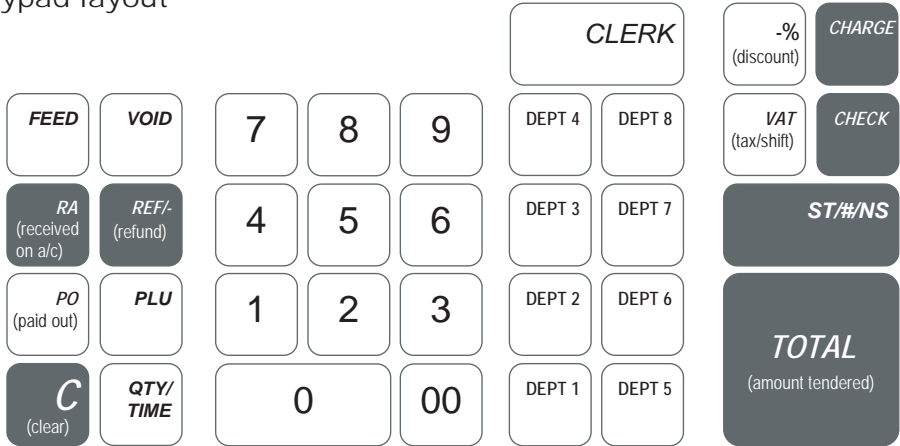 ypad layout
CLERK
-%
(discount)
CHARGE
FEED
VOID
7
8
9
DEPT 4
DEPT 8
VAT
(tax/shift)
CHECK
RA
(received
on a/c)
REF/-
(refund)
4
5
6
DEPT 3
DEPT 7
ST/#/NS
PO
(paid out)
PLU
1
2
3
DEPT 2
DEPT 6
TOTAL
(amount tendered)
C
(clear)
QTY/
TIME
0
00
DEPT 1
DEPT 5